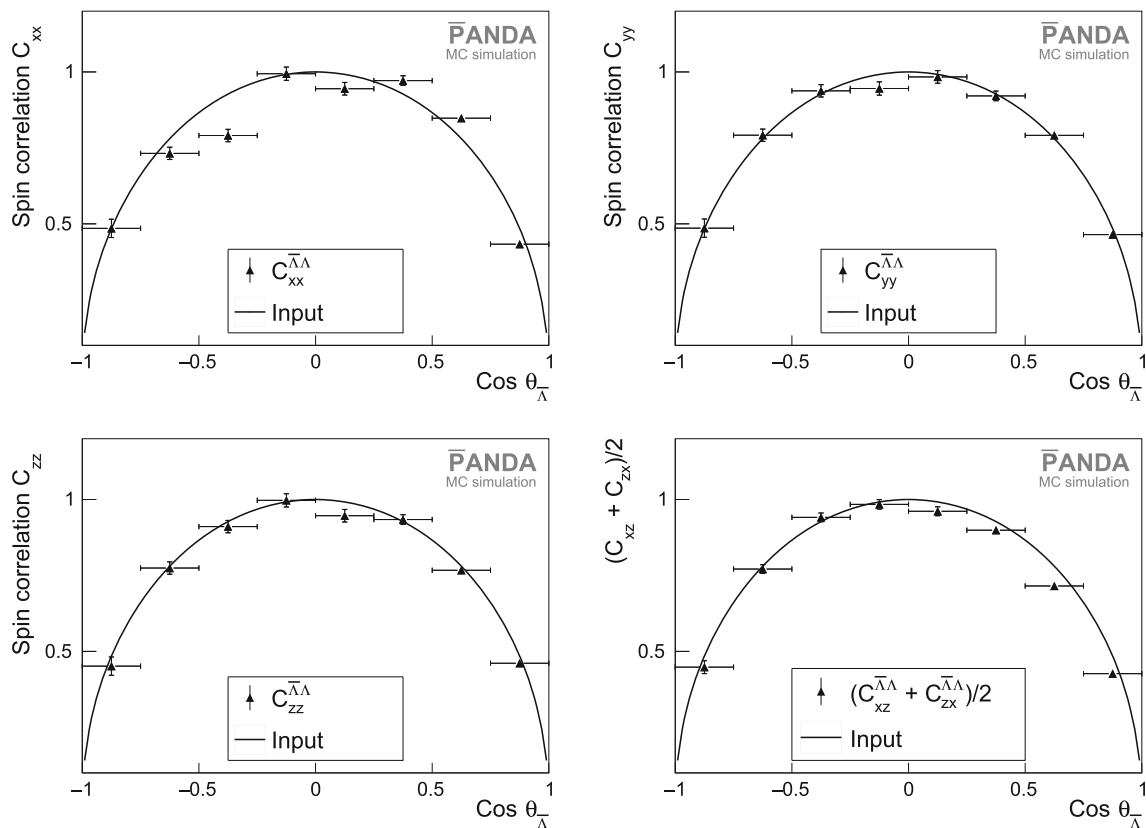 Spin correlation C_xx
P̅ANDA
MC simulation
1
0.5
C_xx^Λ̅Λ
Input
−1 −0.5 0 0.5 1
Cos θ_Λ̅
Spin correlation C_yy
P̅ANDA
MC simulation
1
0.5
C_yy^Λ̅Λ
Input
−1 −0.5 0 0.5 1
Cos θ_Λ̅
Spin correlation C_zz
P̅ANDA
MC simulation
1
0.5
C_zz^Λ̅Λ
Input
−1 −0.5 0 0.5 1
Cos θ_Λ̅
(C_xz + C_zx)/2
P̅ANDA
MC simulation
1
0.5
(C_xz^Λ̅Λ + C_zx^Λ̅Λ)/2
Input
−1 −0.5 0 0.5 1
Cos θ_Λ̅